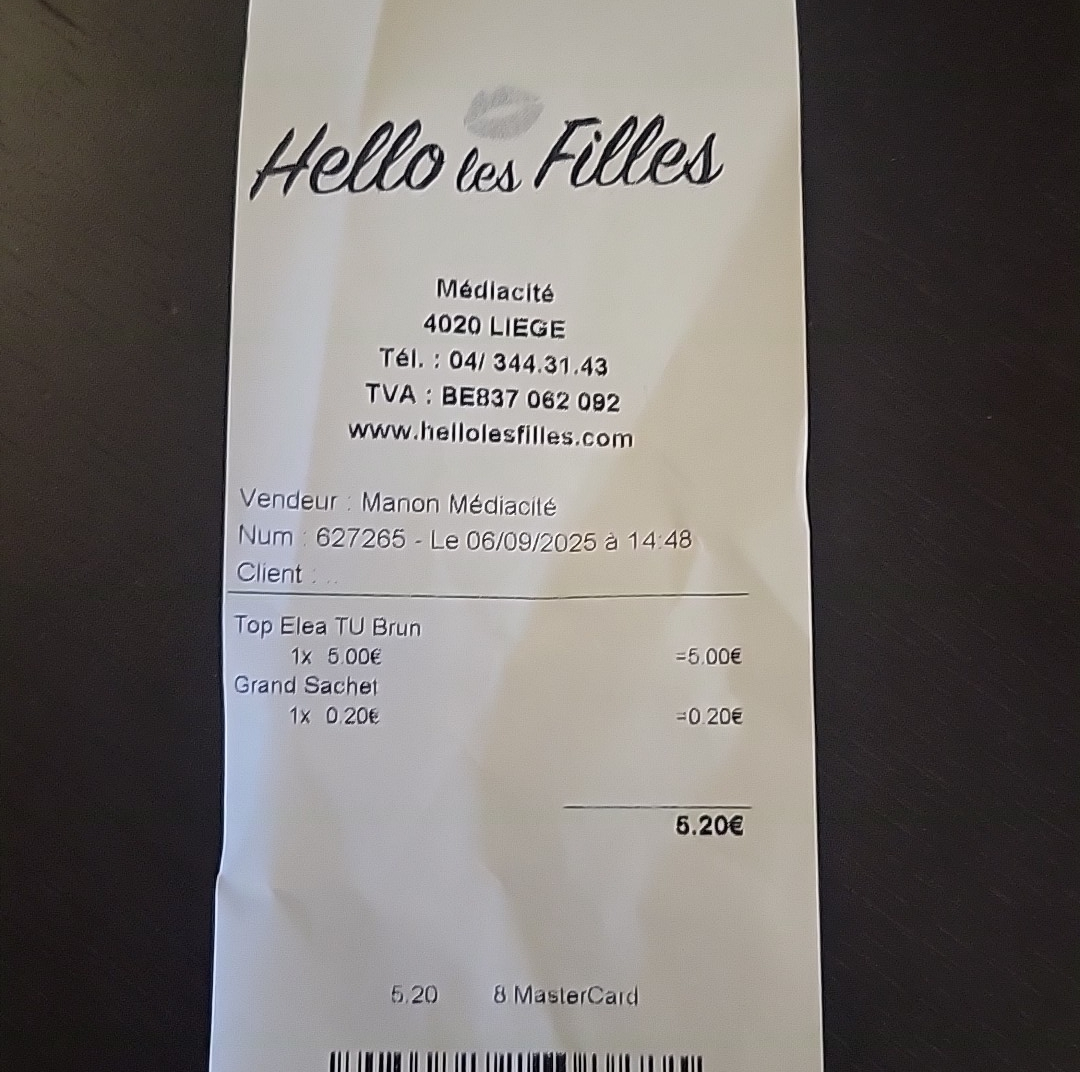 Hello les Filles
Médiacité
4020 LIEGE
Tél. : 04/ 344.31.43
TVA : BE837 062 092
www.hellolesfilles.com
Vendeur : Manon Médiacité
Num : 627265 - Le 06/09/2025 à 14:48
Client : ..
Top Elea TU Brun
1x 5.00€ =5.00€
Grand Sachet
1x 0.20€ =0.20€
5.20€
5.20 8 MasterCard